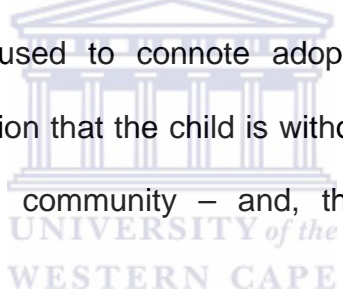 used to connote adop
ion that the child is witho
community – and, th
UNIVERSITY of the
WESTERN CAPE